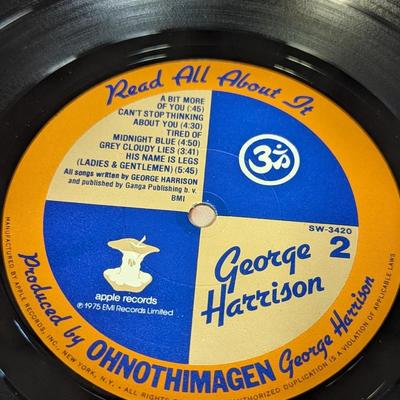 Read All About It
A BIT MORE
OF YOU (:45)
CAN'T STOP THINKING
ABOUT YOU (4:30)
TIRED OF
MIDNIGHT BLUE (4:50)
GREY CLOUDY LIES (3:41)
HIS NAME IS LEGS
(LADIES & GENTLEMEN) (5:45)
All songs written by GEORGE HARRISON
and published by Ganga Publishing b. v.
BMI
3ॐ
SW-3420
2
George
Harrison
apple records
℗1975 EMI Records Limited
Produced by OHNOTHIMAGEN George Harrison
MANUFACTURED BY APPLE RECORDS, INC., NEW YORK, N.Y. • ALL
AUTHORIZED DUPLICATION IS A VIOLATION OF APPLICABLE LAWS